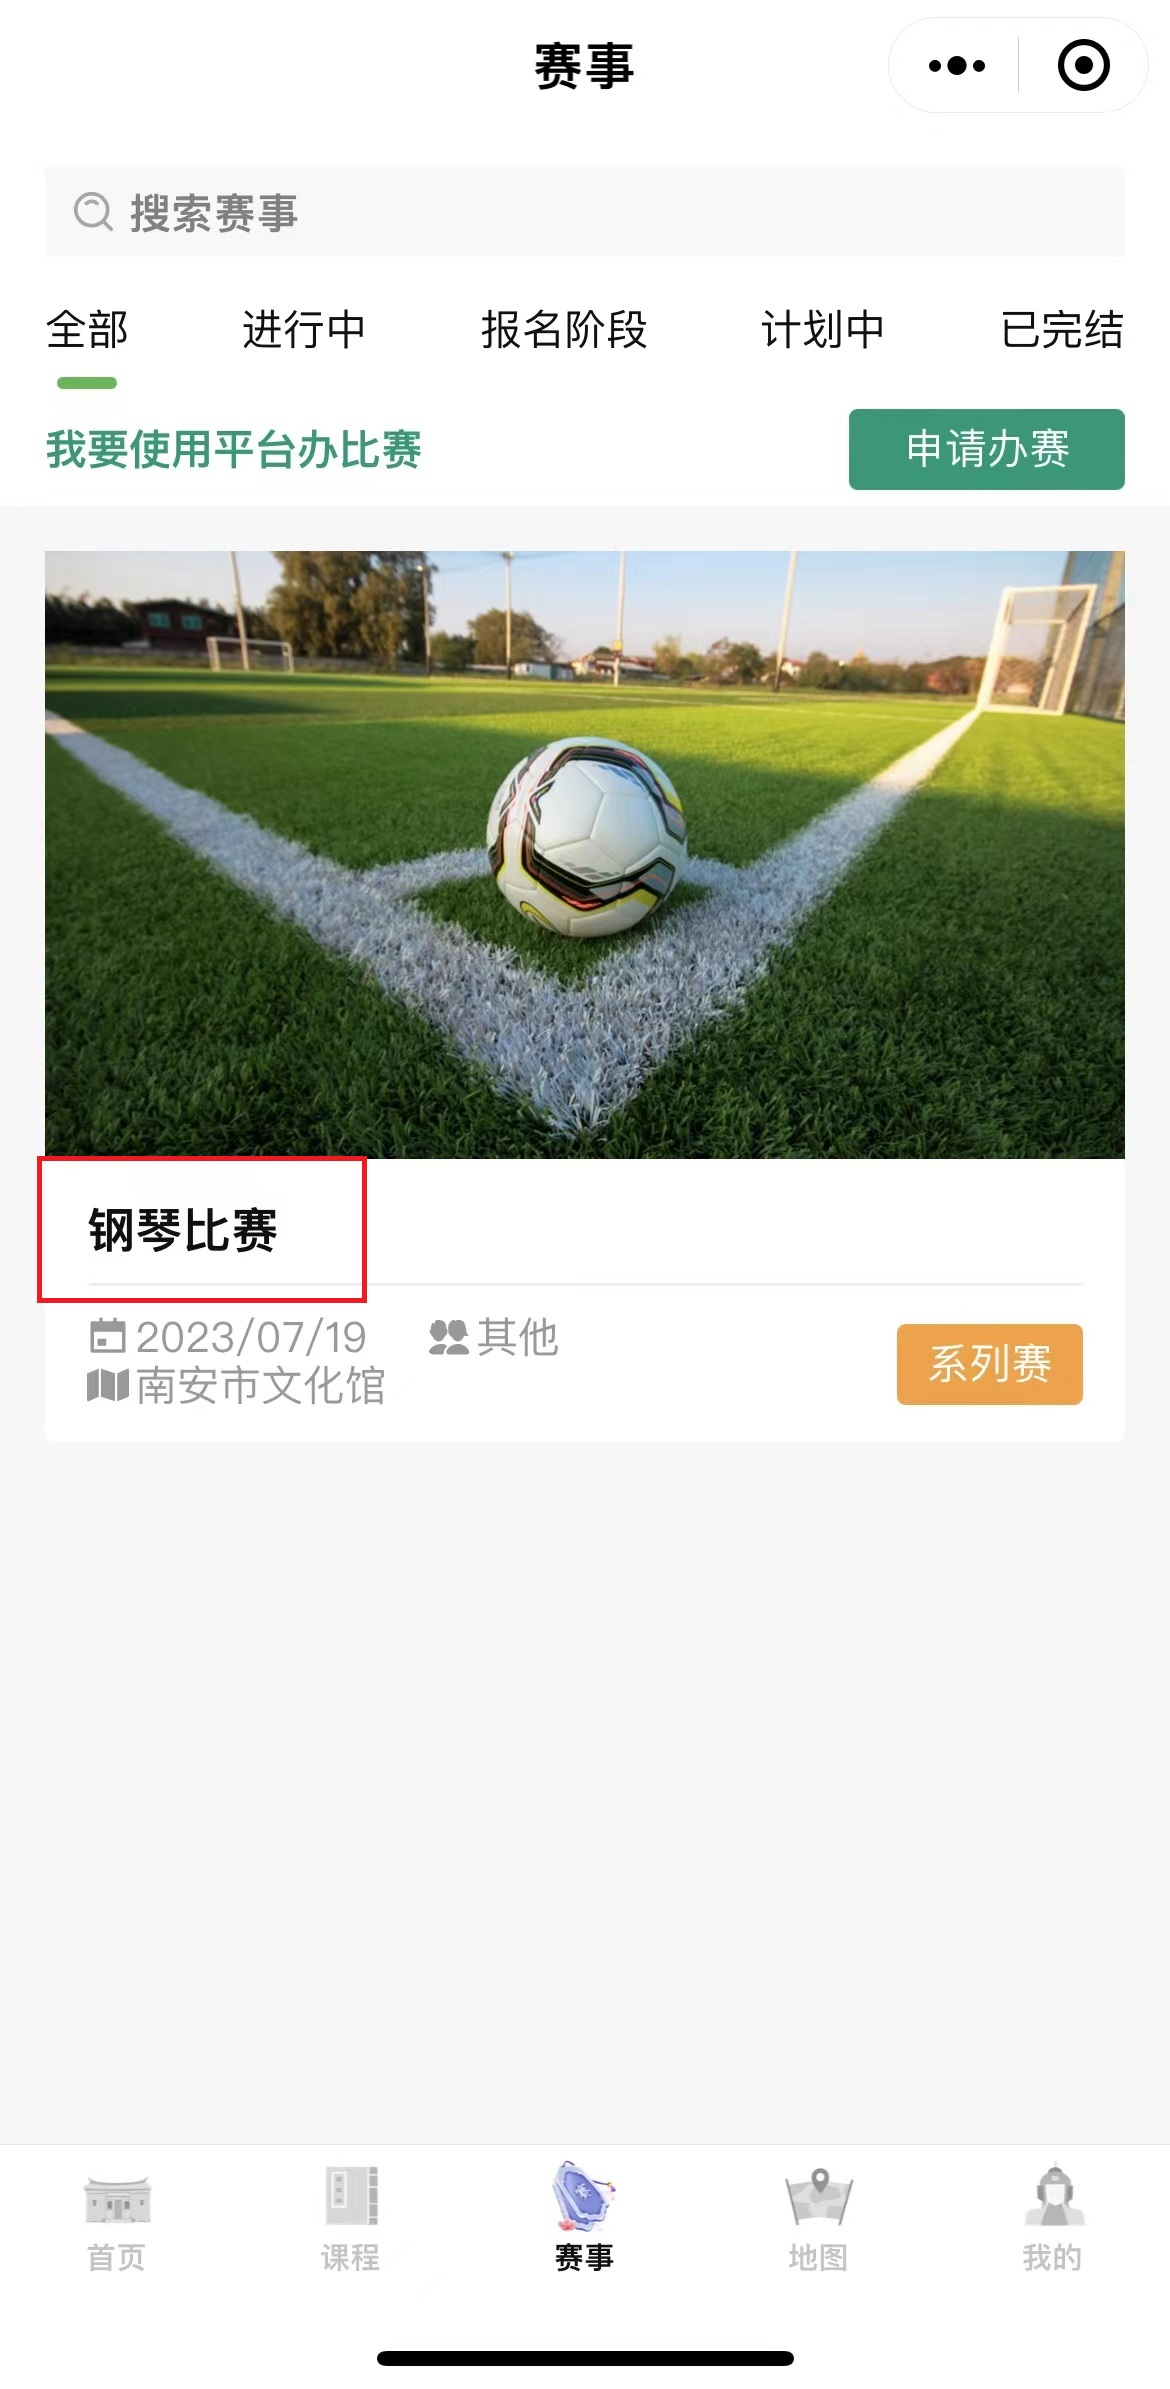 赛事
搜索赛事
全部 进行中 报名阶段 计划中 已完结
我要使用平台办比赛 申请办赛
钢琴比赛
2023/07/19 其他
南安市文化馆
系列赛
首页 课程 赛事 地图 我的